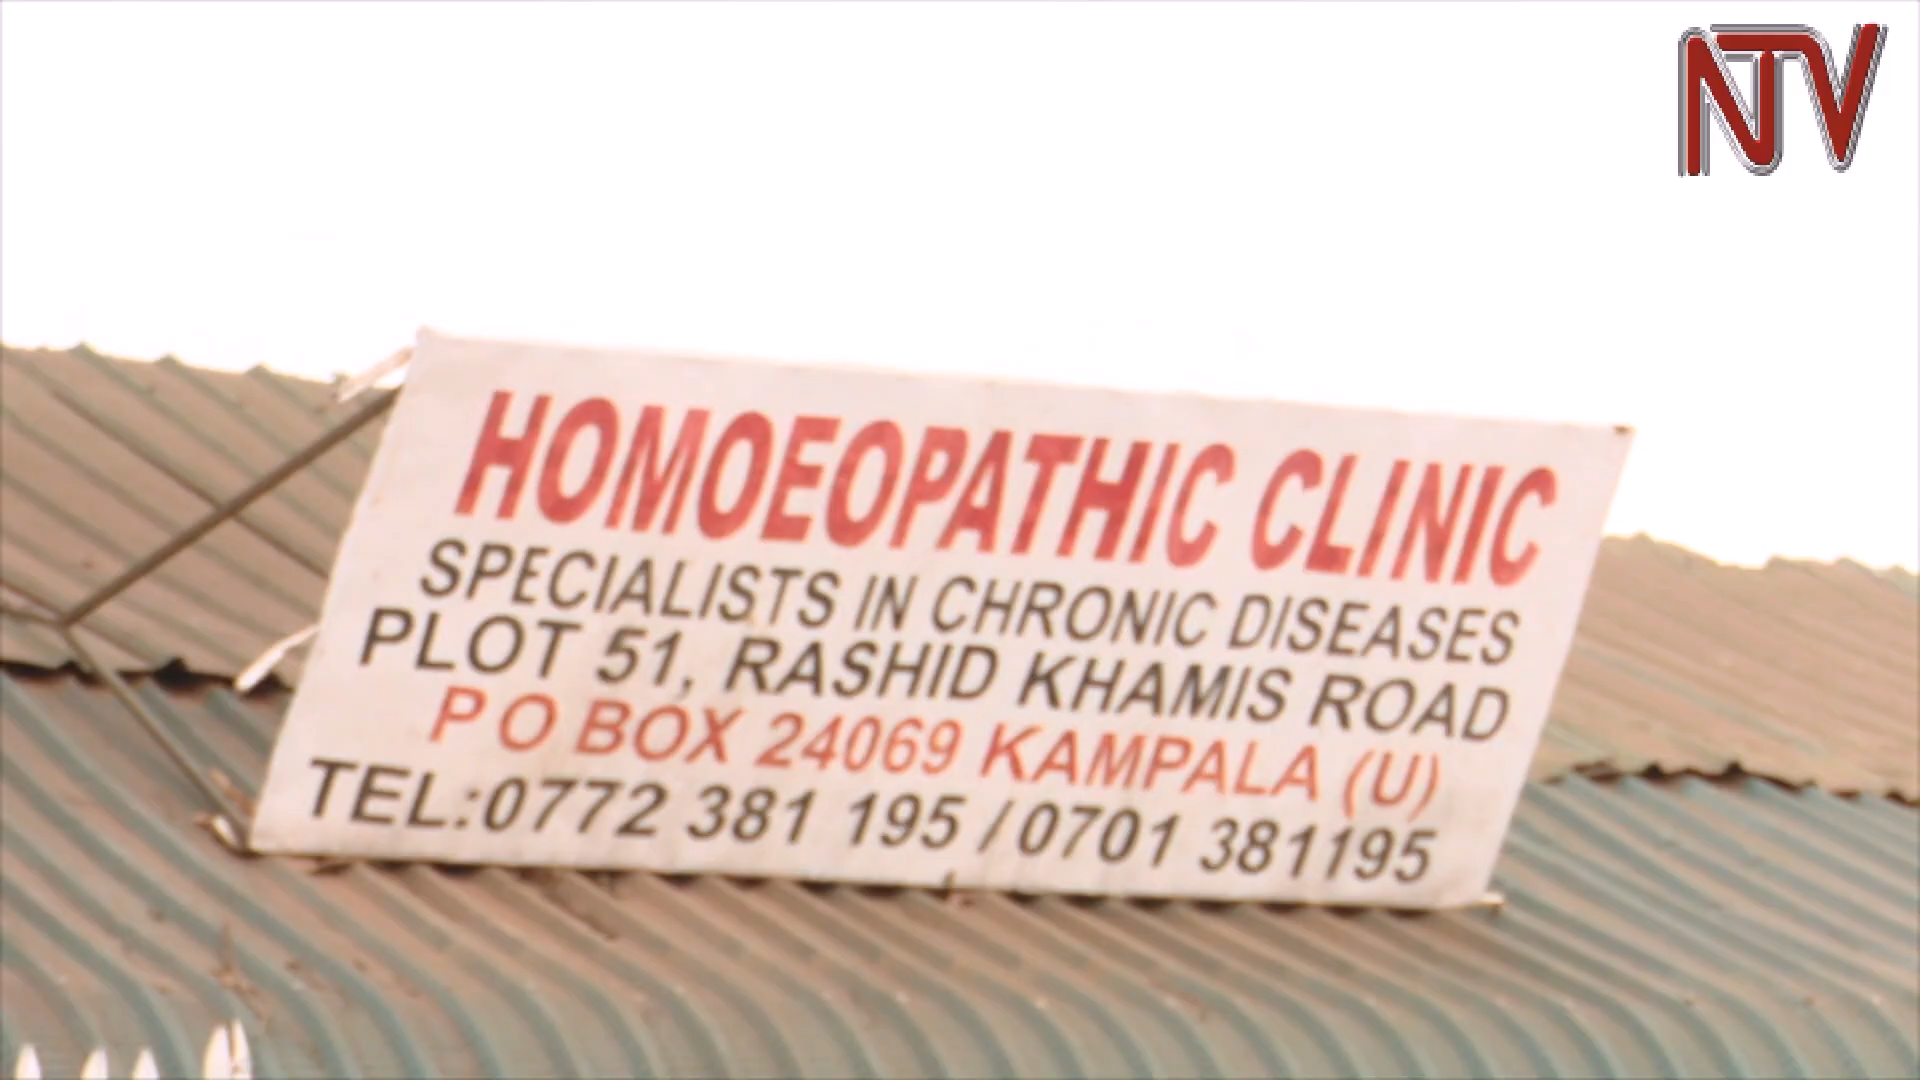 NTV
HOMOEOPATHIC CLINIC
SPECIALISTS IN CHRONIC DISEASES
PLOT 51, RASHID KHAMIS ROAD
P O BOX 24069 KAMPALA (U)
TEL:0772 381 195 / 0701 381195